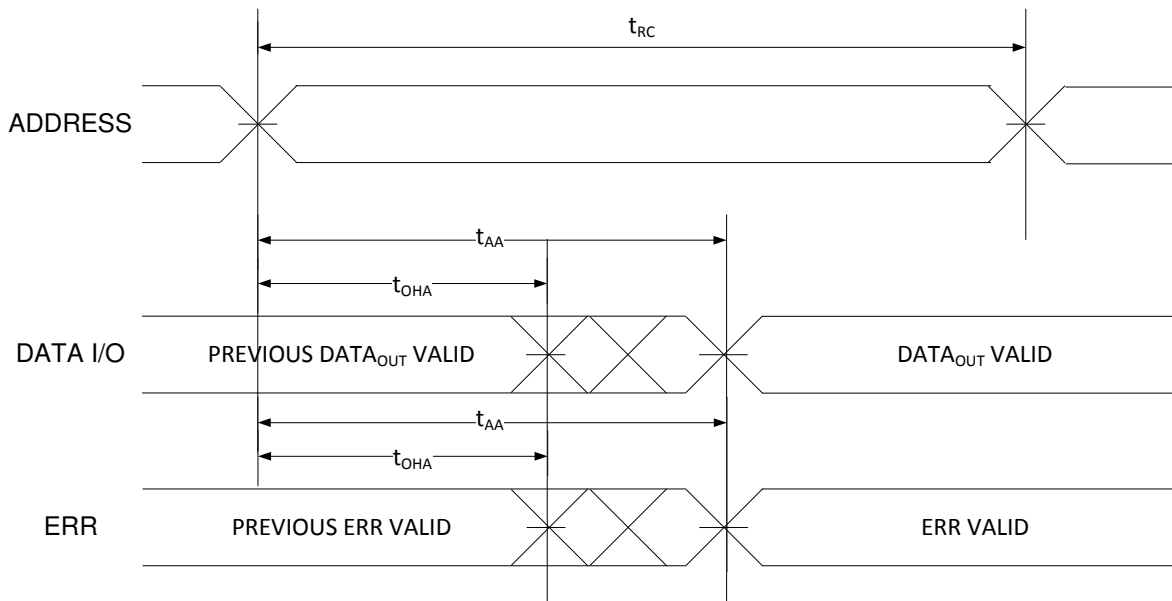 tRC
ADDRESS
tAA
tOHA
DATA I/O
PREVIOUS DATAOUT VALID
DATAOUT VALID
tAA
tOHA
ERR
PREVIOUS ERR VALID
ERR VALID